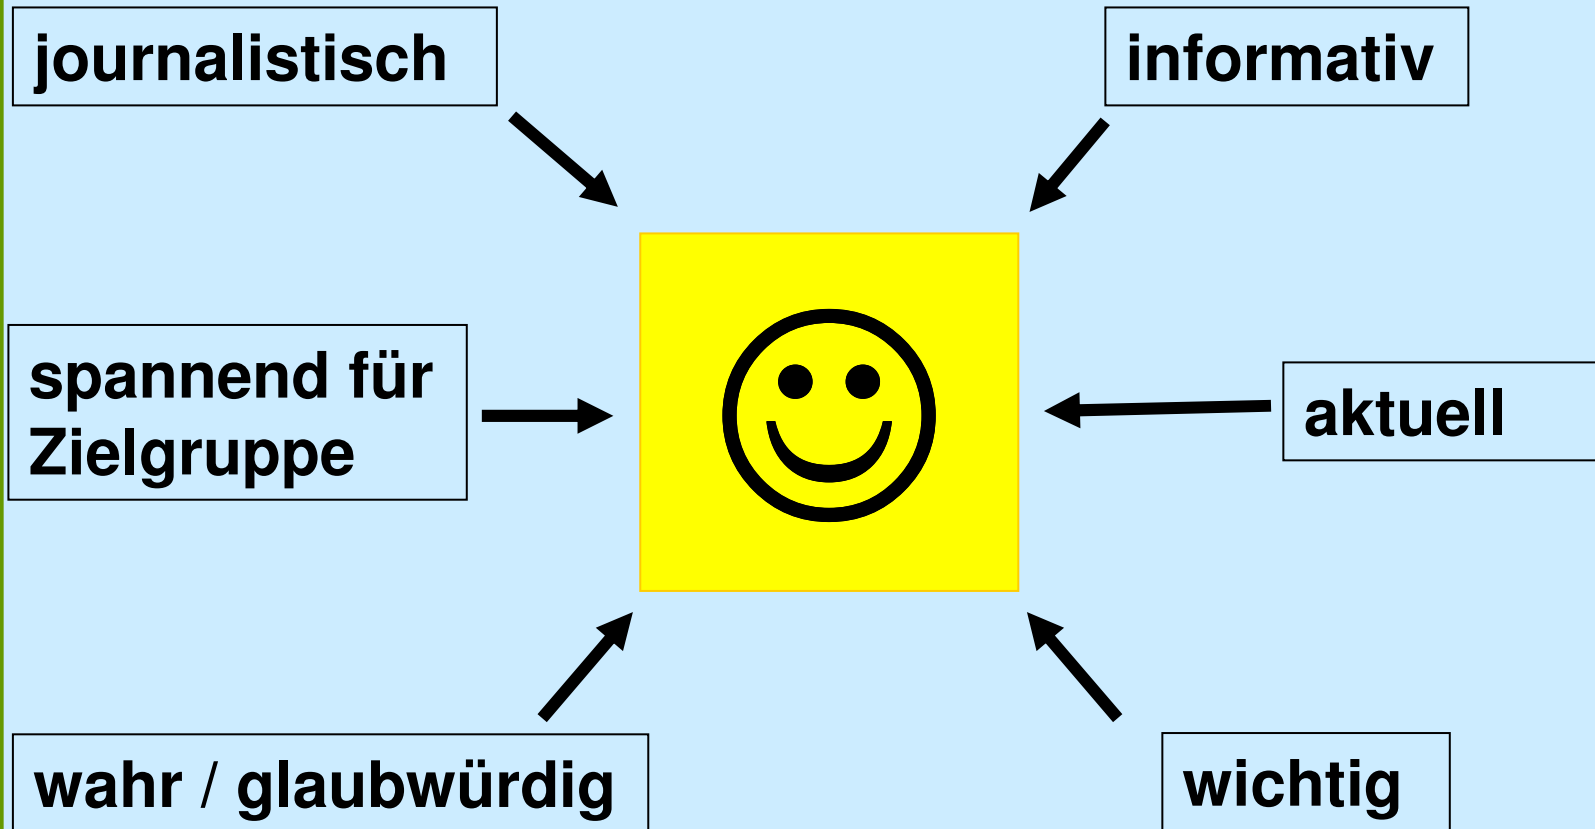 journalistisch
informativ
spannend für
Zielgruppe
aktuell
wahr / glaubwürdig
wichtig